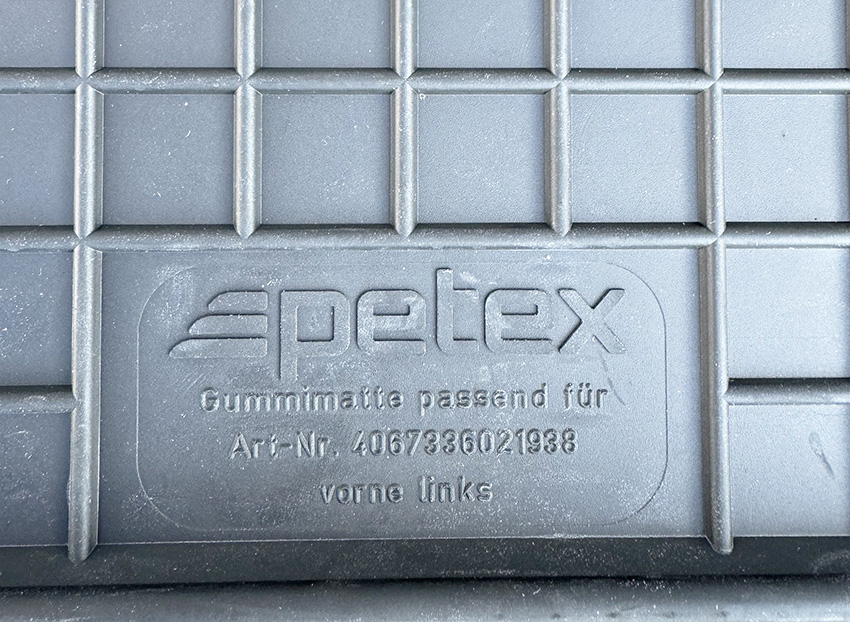 petex
Gummimatte passend für
Art-Nr. 4067336021938
vorne links